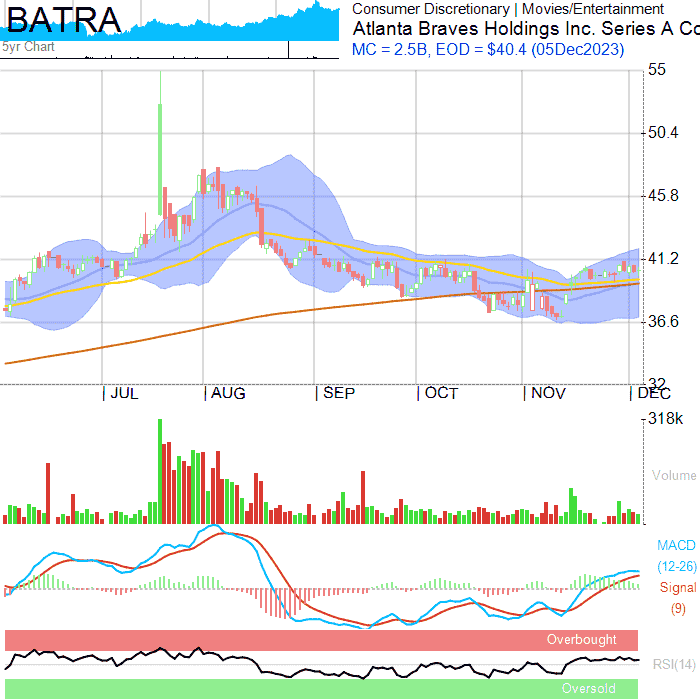 BATRA
5yr Chart
Consumer Discretionary | Movies/Entertainment
Atlanta Braves Holdings Inc. Series A Co
MC = 2.5B, EOD = $40.4 (05Dec2023)
55
50.4
45.8
41.2
36.6
32
JUL
AUG
SEP
OCT
NOV
DEC
318k
Volume
MACD
(12-26)
Signal
(9)
Overbought
RSI(14)
Oversold